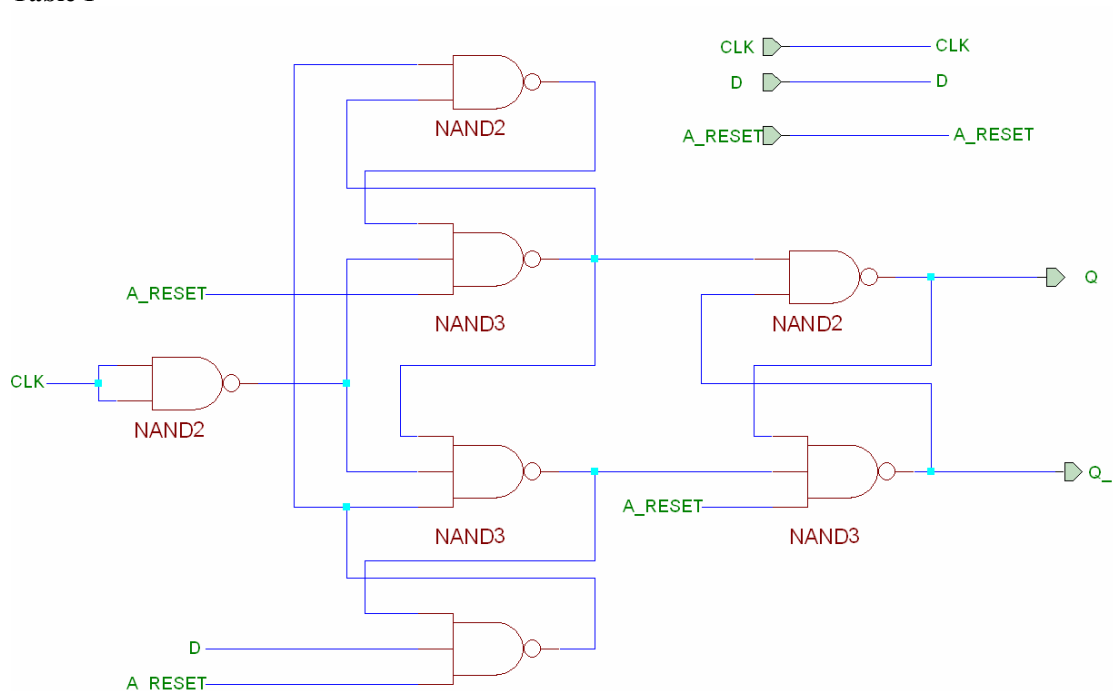 CLK CLK
D D
A_RESET A_RESET
NAND2
A_RESET
NAND3
Q
NAND2
CLK
NAND2
Q_
A_RESET
NAND3
NAND3
D
A_RESET